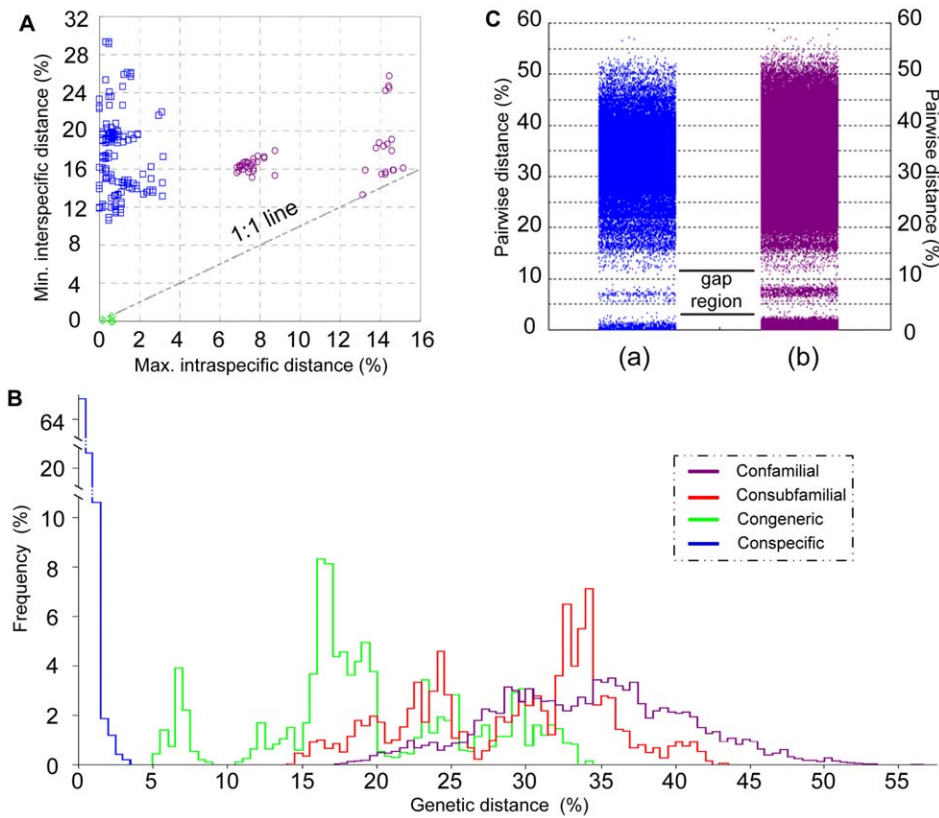 A
32
28
24
20
16
12
8
4
0
Min. interspecific distance (%)
1:1 line
0 2 4 6 8 10 12 14 16
Max. intraspecific distance (%)
C
60
50
40
30
20
10
0
Pairwise distance (%)
gap
region
60
50
40
30
20
10
0
Pairwise distance (%)
(a) (b)
B
64
20
10
8
6
4
2
0
Frequency (%)
Confamilial
Consubfamilial
Congeneric
Conspecific
0 5 10 15 20 25 30 35 40 45 50 55
Genetic distance (%)